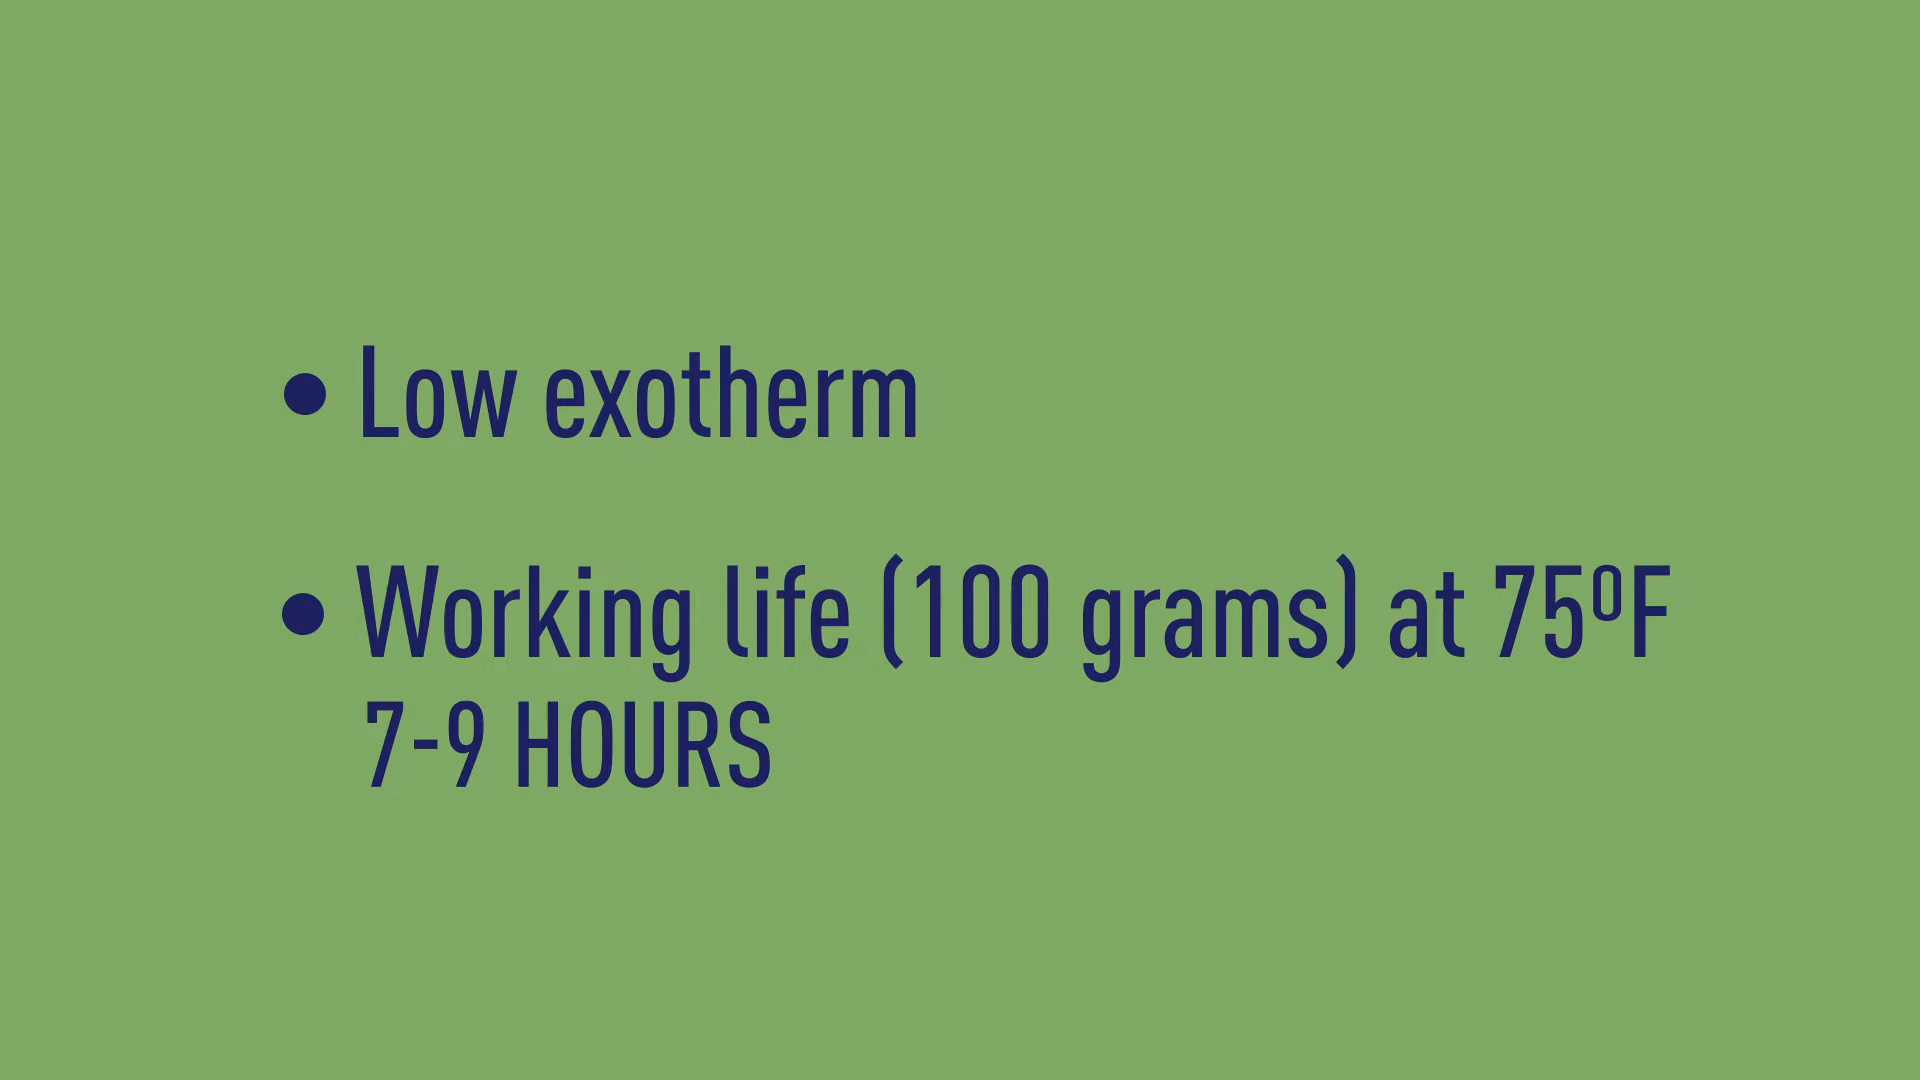 • Low exotherm
• Working life (100 grams) at 75ºF
7-9 HOURS